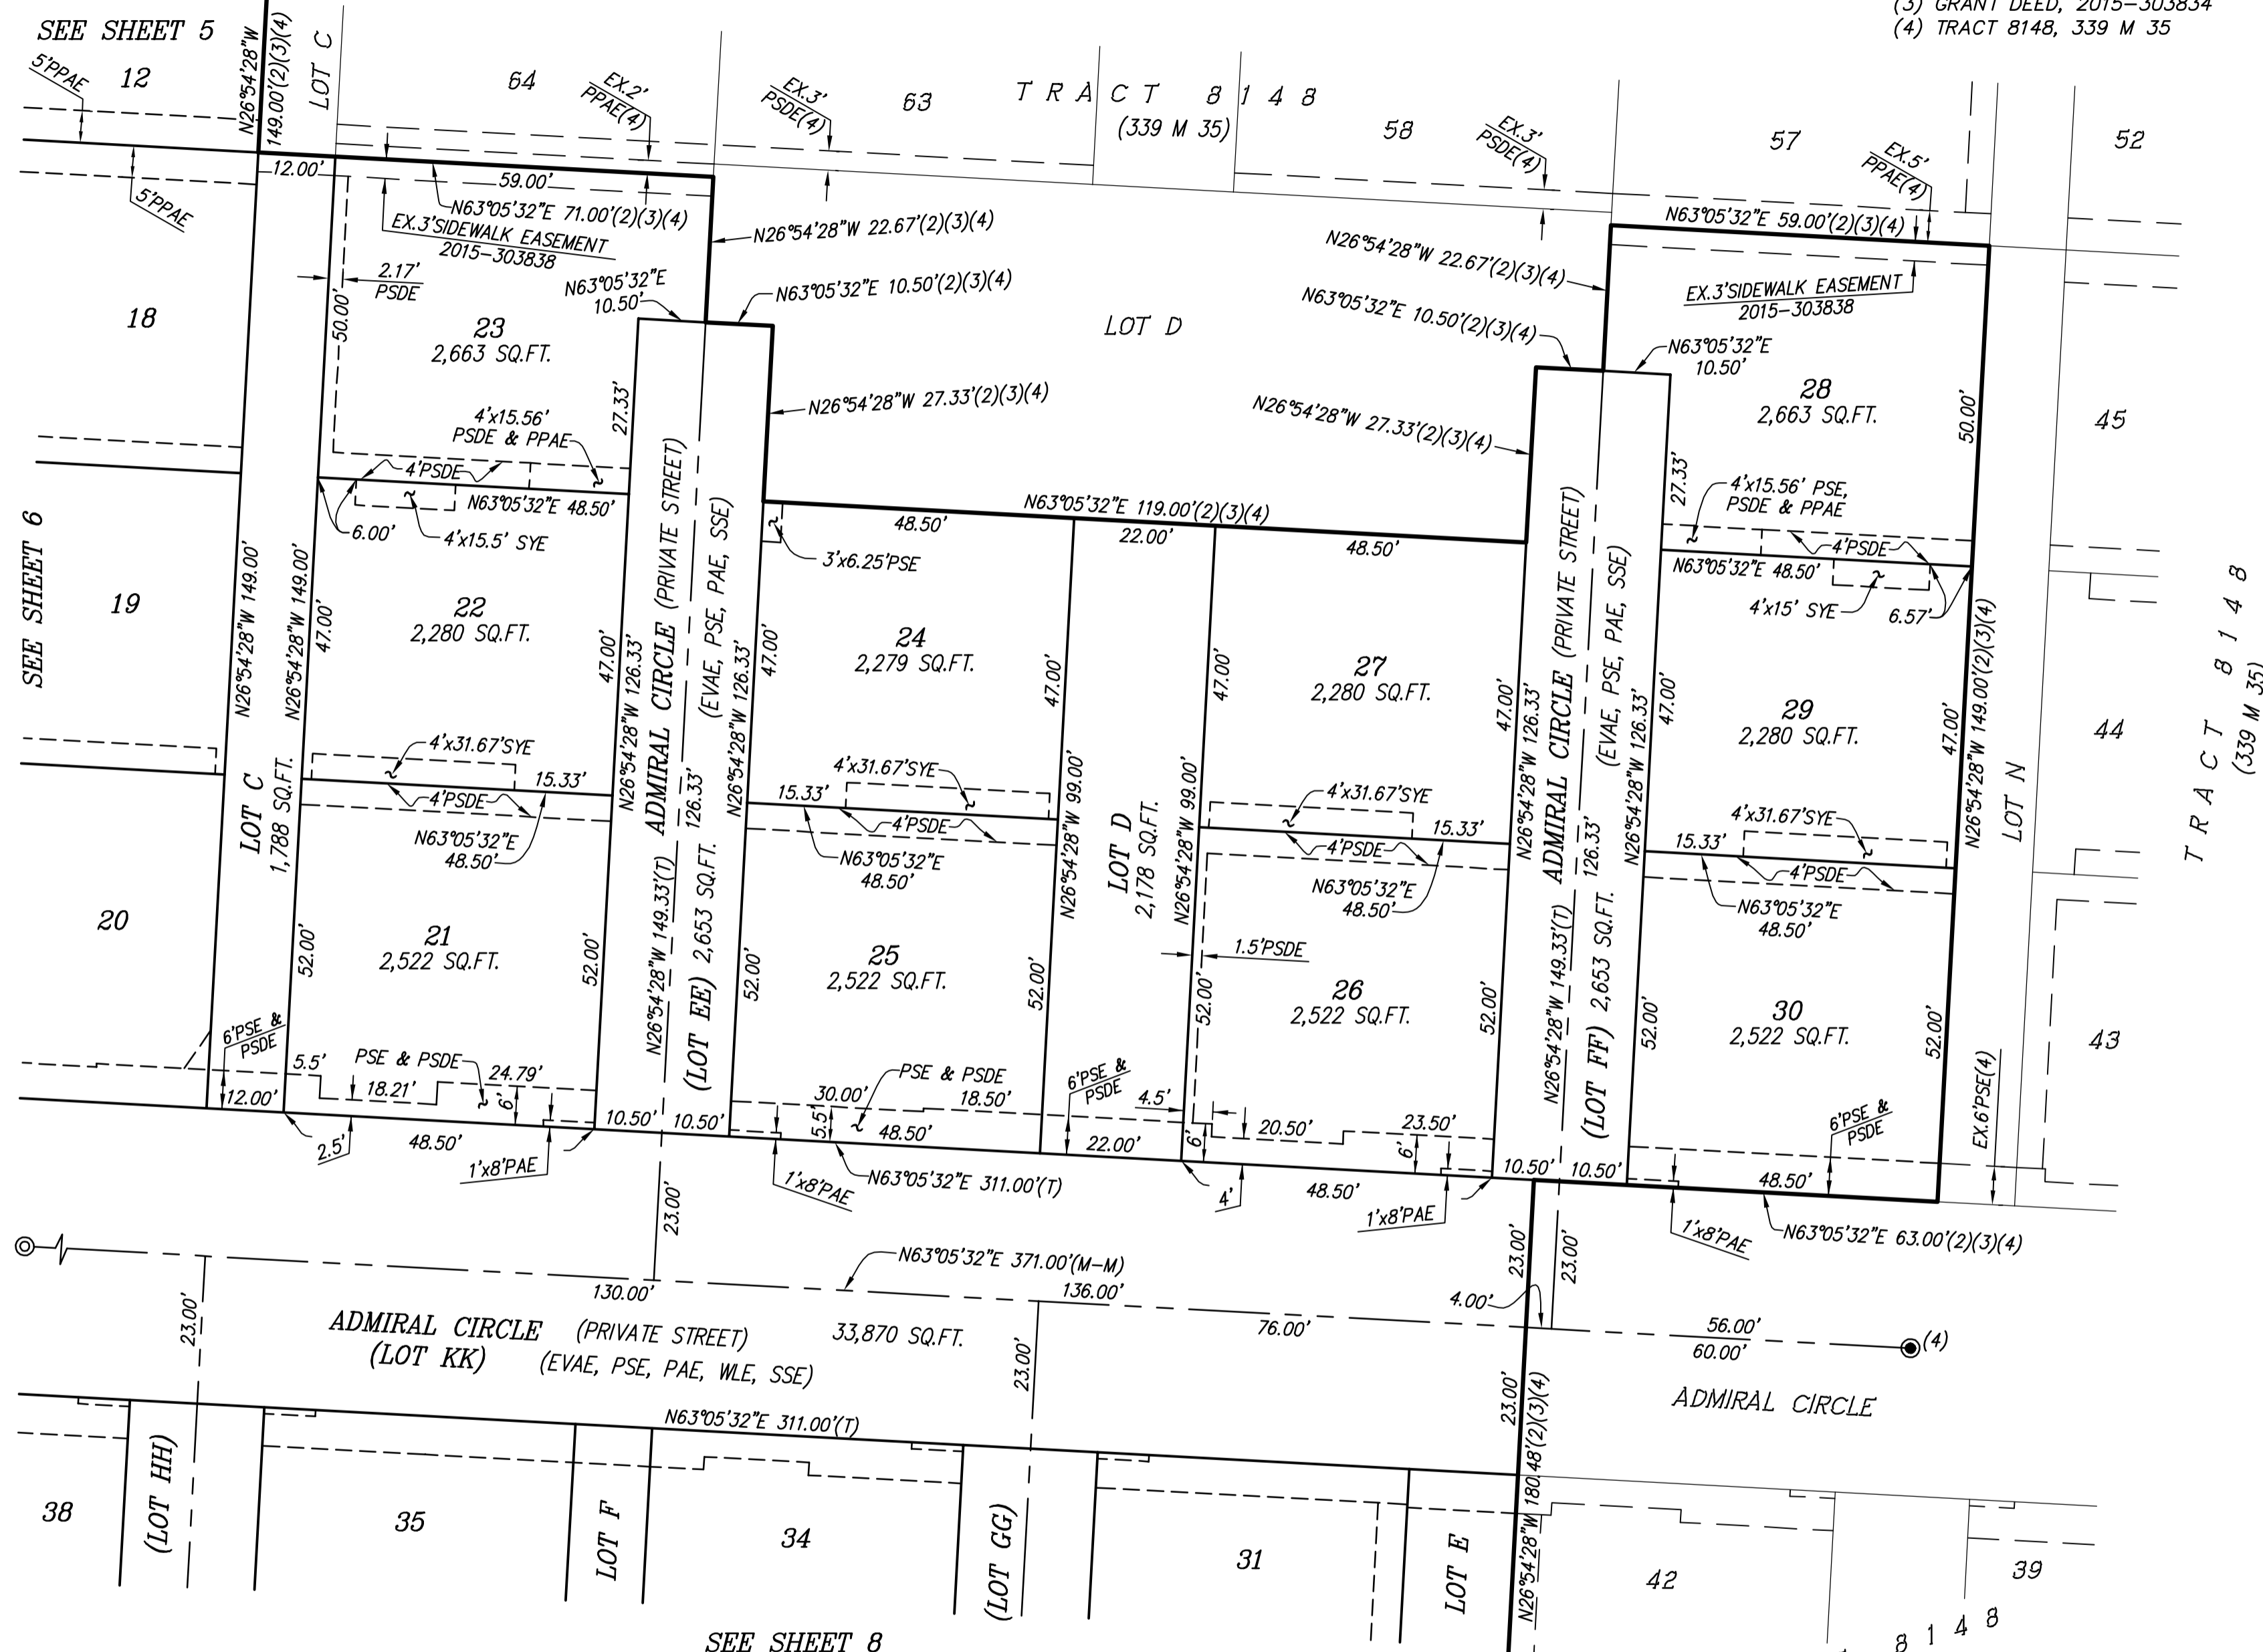 (3) GRANT DEED, 2015-303834
(4) TRACT 8148, 339 M 35
SEE SHEET 5
5'PPAE
12
N26°54'28"W
149.00'(2)(3)(4)
LOT C
64
EX.2'
PPAE(4)
EX.3'
PSDE(4)
63
TRACT 8148
(339 M 35)
58
EX.3'
PSDE(4)
57
EX.5'
PPAE(4)
52
5'PPAE
12.00'
59.00'
N63°05'32"E 71.00'(2)(3)(4)
EX.3'SIDEWALK EASEMENT
2015-303838
N26°54'28"W 22.67'(2)(3)(4)
N63°05'32"E
10.50'
N63°05'32"E 10.50'(2)(3)(4)
N26°54'28"W 27.33'(2)(3)(4)
2.17'
PSDE
50.00'
18
23
2,663 SQ.FT.
27.33'
4'x15.56'
PSDE & PPAE
4'PSDE
N63°05'32"E 48.50'
6.00'
4'x15.5' SYE
LOT D
N26°54'28"W 22.67'(2)(3)(4)
N63°05'32"E 10.50'(2)(3)(4)
N26°54'28"W 27.33'(2)(3)(4)
N63°05'32"E 59.00'(2)(3)(4)
EX.3'SIDEWALK EASEMENT
2015-303838
N63°05'32"E
10.50'
28
2,663 SQ.FT.
50.00'
27.33'
4'x15.56' PSE,
PSDE & PPAE
4'PSDE
N63°05'32"E 48.50'
4'x15' SYE
6.57'
45
SEE SHEET 6
19
N26°54'28"W 149.00'
N26°54'28"W 149.00'
47.00'
22
2,280 SQ.FT.
47.00'
N26°54'28"W 126.33'
ADMIRAL CIRCLE (PRIVATE STREET)
(EVAE, PSE, PAE, SSE)
N26°54'28"W 126.33'
126.33'
N26°54'28"W 149.33'(T)
(LOT EE) 2,653 SQ.FT.
N63°05'32"E 119.00'(2)(3)(4)
48.50'
22.00'
48.50'
3'x6.25'PSE
47.00'
24
2,279 SQ.FT.
47.00'
47.00'
27
2,280 SQ.FT.
47.00'
N26°54'28"W 126.33'
ADMIRAL CIRCLE (PRIVATE STREET)
(EVAE, PSE, PAE, SSE)
N26°54'28"W 126.33'
126.33'
N26°54'28"W 149.33'(T)
(LOT FF) 2,653 SQ.FT.
47.00'
29
2,280 SQ.FT.
47.00'
N26°54'28"W 149.00'(2)(3)(4)
LOT N
44
TRACT 8148
(339 M 35)
4'x31.67'SYE
15.33'
4'PSDE
N63°05'32"E
48.50'
LOT C
1,788 SQ.FT.
4'x31.67'SYE
15.33'
4'PSDE
N63°05'32"E
48.50'
N26°54'28"W 99.00'
LOT D
2,178 SQ.FT.
N26°54'28"W 99.00'
4'x31.67'SYE
15.33'
4'PSDE
N63°05'32"E
48.50'
4'x31.67'SYE
15.33'
4'PSDE
N63°05'32"E
48.50'
20
52.00'
21
2,522 SQ.FT.
52.00'
52.00'
25
2,522 SQ.FT.
52.00'
1.5'PSDE
52.00'
26
2,522 SQ.FT.
52.00'
52.00'
30
2,522 SQ.FT.
52.00'
43
EX.6'PSE(4)
6'PSE &
PSDE
5.5'
PSE & PSDE
18.21'
24.79'
6'
12.00'
2.5'
48.50'
1'x8'PAE
10.50'
10.50'
30.00'
PSE & PSDE
18.50'
5.5'
48.50'
1'x8'PAE
N63°05'32"E 311.00'(T)
6'PSE &
PSDE
22.00'
4.5'
6'
20.50'
23.50'
6'
4'
48.50'
1'x8'PAE
10.50'
10.50'
6'PSE &
PSDE
48.50'
1'x8'PAE
N63°05'32"E 63.00'(2)(3)(4)
23.00'
23.00'
23.00'
N63°05'32"E 371.00'(M-M)
23.00'
130.00'
136.00'
76.00'
4.00'
56.00'
60.00'
(4)
ADMIRAL CIRCLE (PRIVATE STREET) 33,870 SQ.FT.
(LOT KK) (EVAE, PSE, PAE, WLE, SSE)
23.00'
23.00'
ADMIRAL CIRCLE
N63°05'32"E 311.00'(T)
N26°54'28"W 180.48'(2)(3)(4)
38
(LOT HH)
35
LOT F
34
(LOT GG)
31
LOT E
42
39
8148
SEE SHEET 8